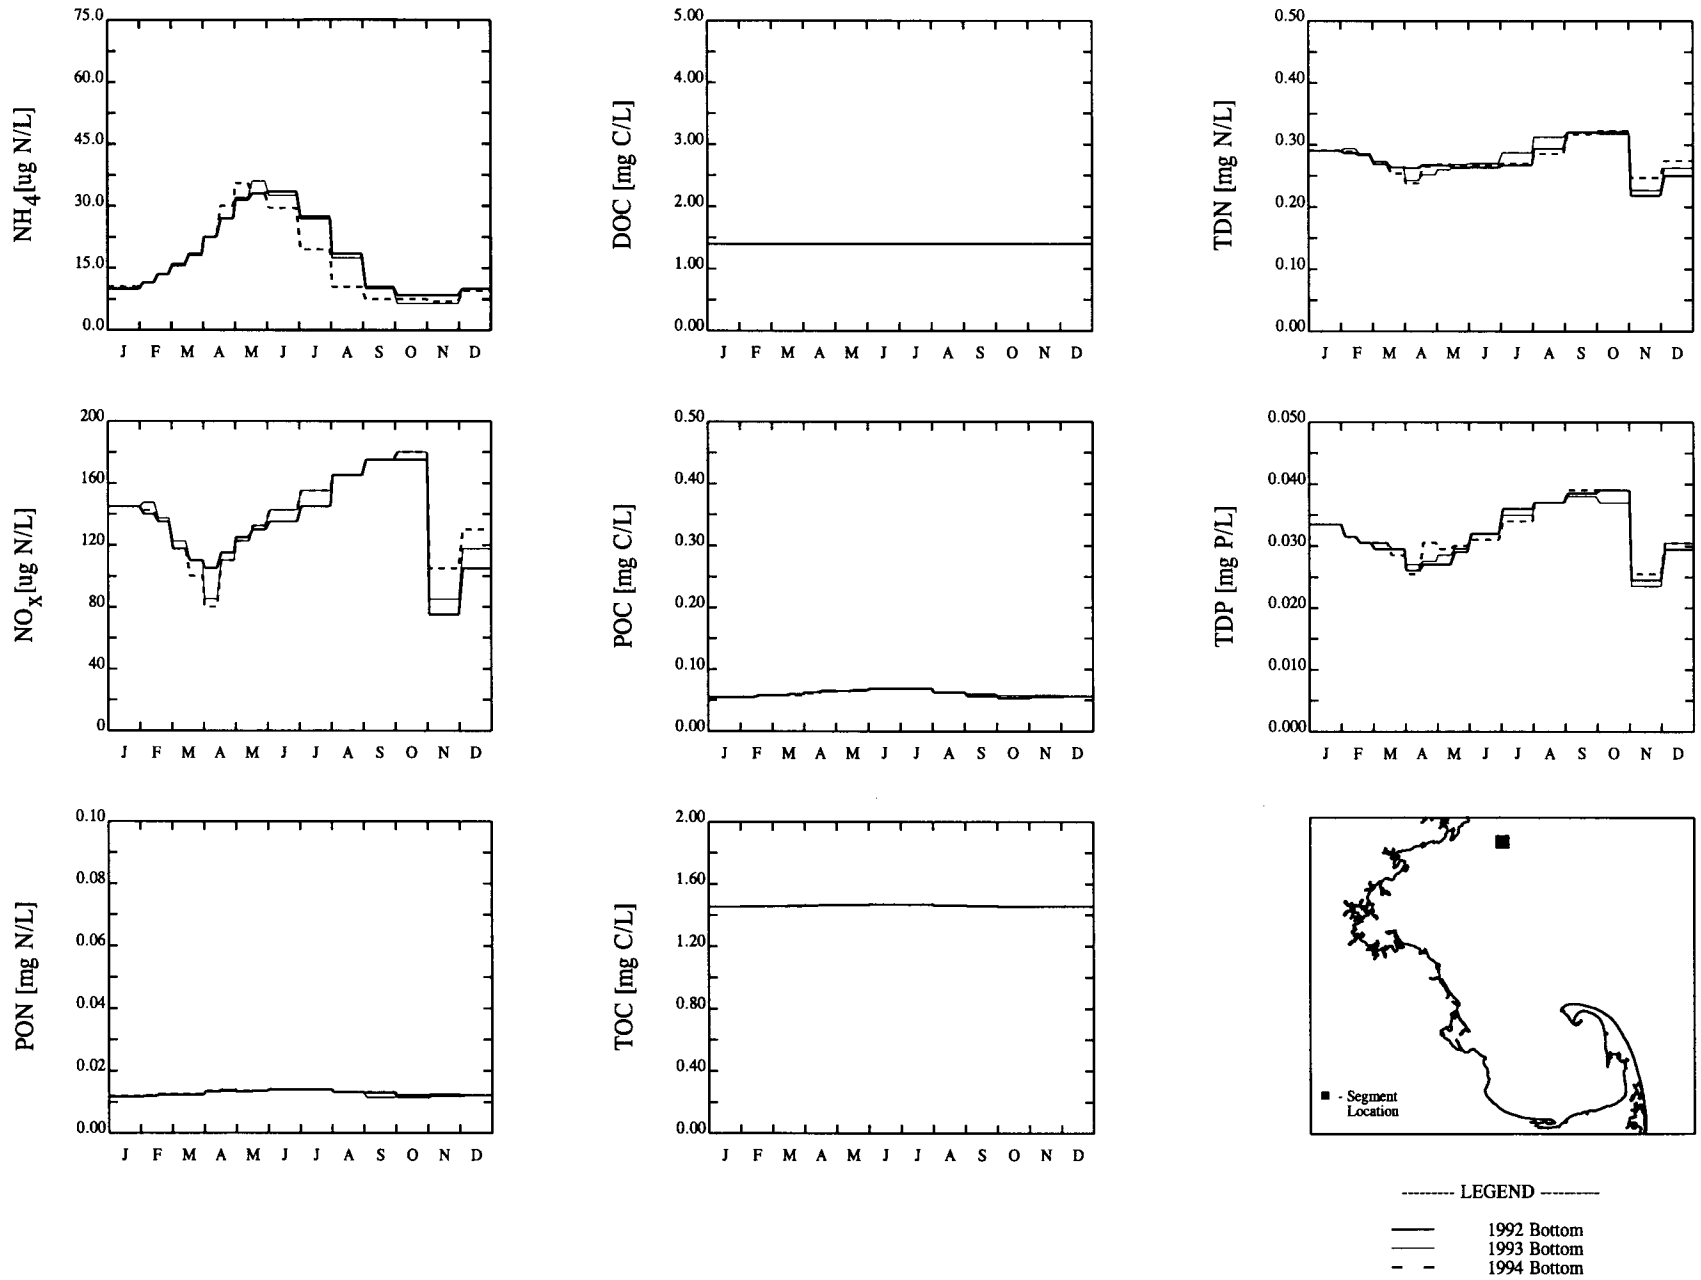 NH4[ug N/L]
75.0
60.0
45.0
30.0
15.0
0.0
J F M A M J J A S O N D
DOC [mg C/L]
5.00
4.00
3.00
2.00
1.00
0.00
J F M A M J J A S O N D
TDN [mg N/L]
0.50
0.40
0.30
0.20
0.10
0.00
J F M A M J J A S O N D
NOX[ug N/L]
200
160
120
80
40
0
J F M A M J J A S O N D
POC [mg C/L]
0.50
0.40
0.30
0.20
0.10
0.00
J F M A M J J A S O N D
TDP [mg P/L]
0.050
0.040
0.030
0.020
0.010
0.000
J F M A M J J A S O N D
PON [mg N/L]
0.10
0.08
0.06
0.04
0.02
0.00
J F M A M J J A S O N D
TOC [mg C/L]
2.00
1.60
1.20
0.80
0.40
0.00
J F M A M J J A S O N D
- Segment
Location
LEGEND
1992 Bottom
1993 Bottom
1994 Bottom